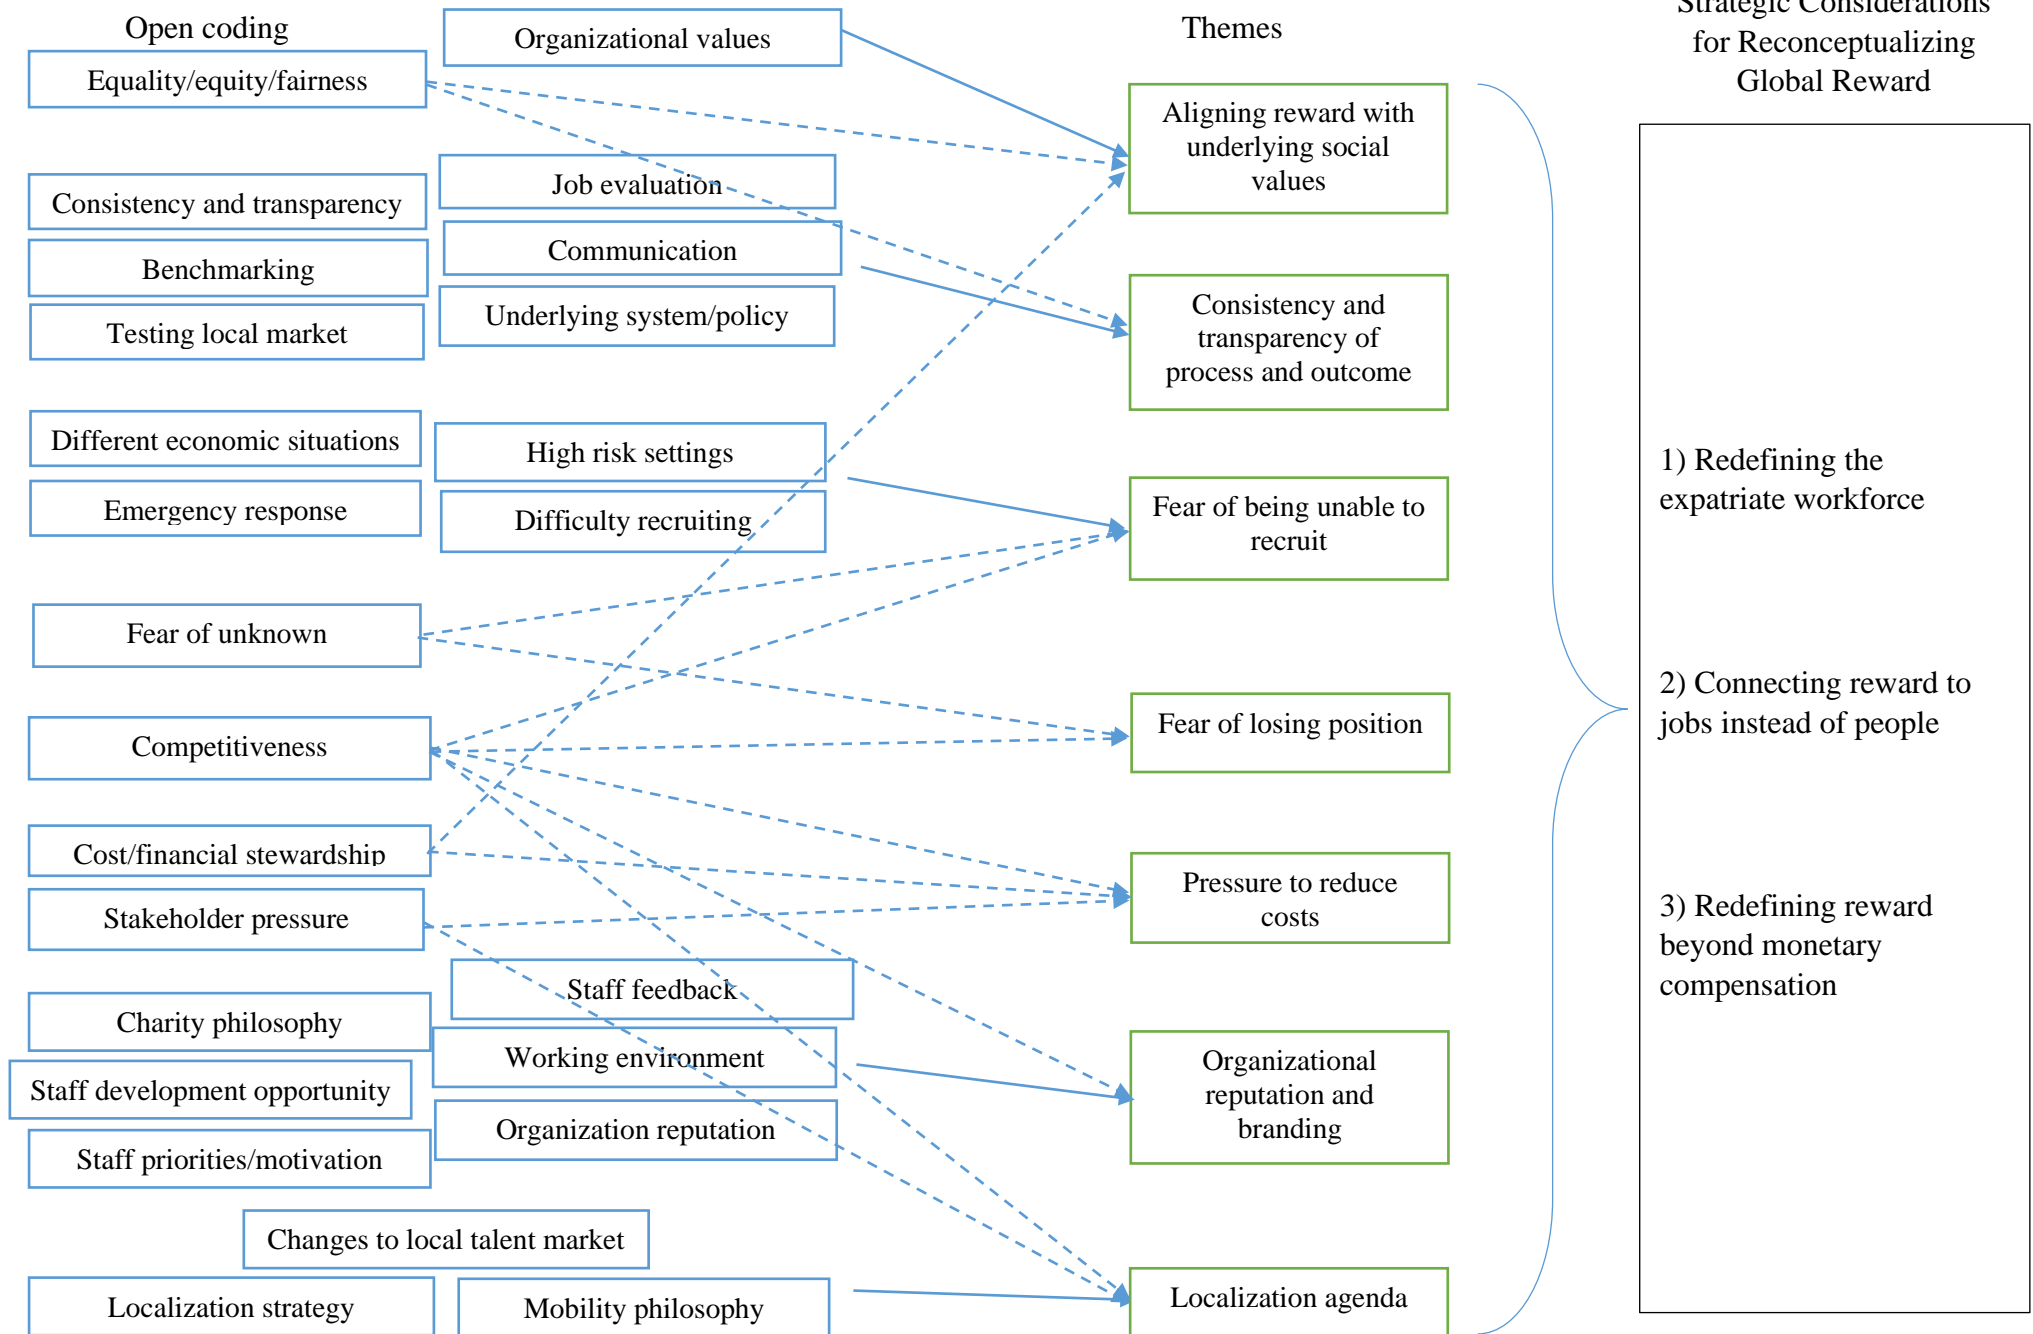 Open coding
Equality/equity/fairness
Organizational values
Consistency and transparency
Benchmarking
Testing local market
Job evaluation
Communication
Underlying system/policy
Different economic situations
Emergency response
High risk settings
Difficulty recruiting
Fear of unknown
Competitiveness
Cost/financial stewardship
Stakeholder pressure
Staff feedback
Charity philosophy
Working environment
Staff development opportunity
Organization reputation
Staff priorities/motivation
Changes to local talent market
Localization strategy
Mobility philosophy
Themes
Aligning reward with
underlying social
values
Consistency and
transparency of
process and outcome
Fear of being unable to
recruit
Fear of losing position
Pressure to reduce
costs
Organizational
reputation and
branding
Localization agenda
Strategic Considerations
for Reconceptualizing
Global Reward
1) Redefining the
expatriate workforce
2) Connecting reward to
jobs instead of people
3) Redefining reward
beyond monetary
compensation